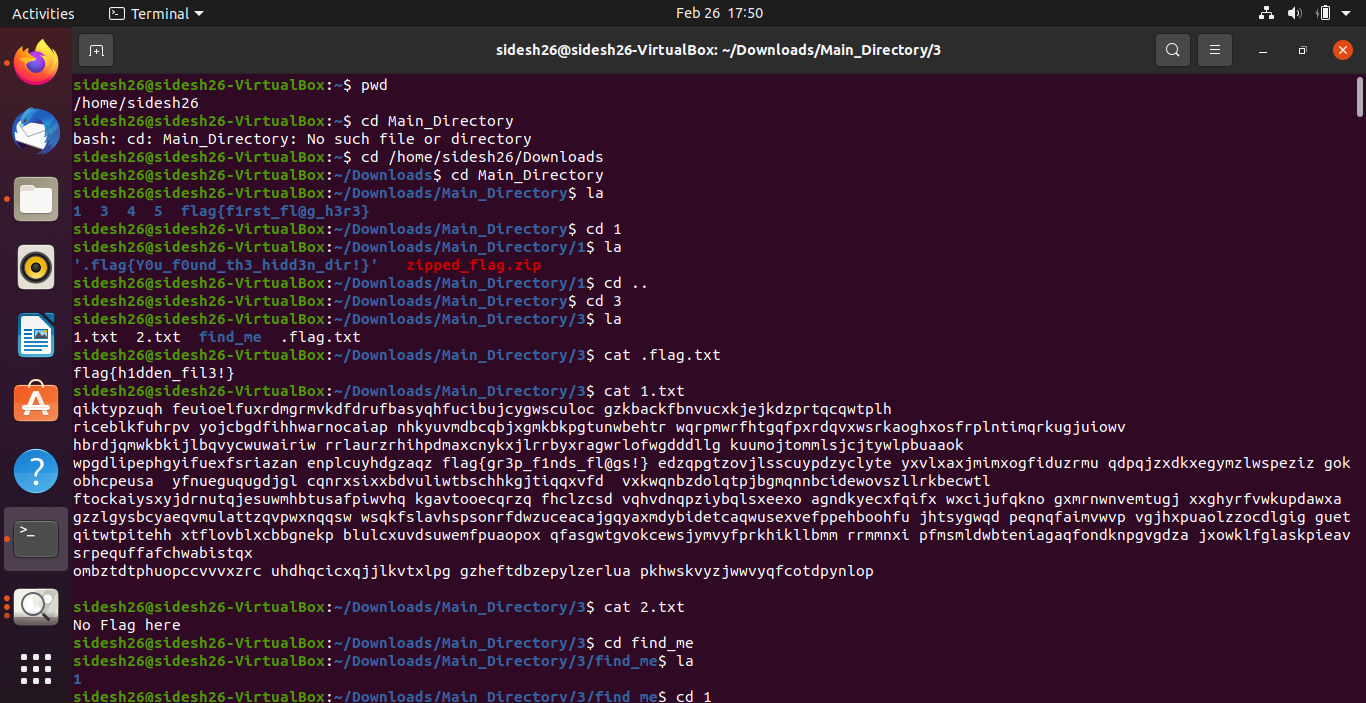 Activities
Terminal
Feb 26 17:50
sidesh26@sidesh26-VirtualBox: ~/Downloads/Main_Directory/3
sidesh26@sidesh26-VirtualBox:~$ pwd
/home/sidesh26
sidesh26@sidesh26-VirtualBox:~$ cd Main_Directory
bash: cd: Main_Directory: No such file or directory
sidesh26@sidesh26-VirtualBox:~$ cd /home/sidesh26/Downloads
sidesh26@sidesh26-VirtualBox:~/Downloads$ cd Main_Directory
sidesh26@sidesh26-VirtualBox:~/Downloads/Main_Directory$ la
1  3  4  5  flag{f1rst_fl@g_h3r3}
sidesh26@sidesh26-VirtualBox:~/Downloads/Main_Directory$ cd 1
sidesh26@sidesh26-VirtualBox:~/Downloads/Main_Directory/1$ la
'.flag{Y0u_f0und_th3_hidd3n_dir!}'   zipped_flag.zip
sidesh26@sidesh26-VirtualBox:~/Downloads/Main_Directory/1$ cd ..
sidesh26@sidesh26-VirtualBox:~/Downloads/Main_Directory$ cd 3
sidesh26@sidesh26-VirtualBox:~/Downloads/Main_Directory/3$ la
1.txt  2.txt  find_me  .flag.txt
sidesh26@sidesh26-VirtualBox:~/Downloads/Main_Directory/3$ cat .flag.txt
flag{h1dden_fil3!}
sidesh26@sidesh26-VirtualBox:~/Downloads/Main_Directory/3$ cat 1.txt
qiktypzuqh feuioelfuxrdmgrmvkdfdrufbasyqhfucibujcygwsculoc gzkbackfbnvucxkjejkdzprtqcqwtplh
riceblkfuhrpv yojcbgdfihhwarnocaiap nhkyuvmdbcqbjxgmkbkpgtunwbehtr wqrpmwrfhtgqfpxrdqvxwsrkaoghxosfrplntimqrkugjuiowv
hbrdjqmwkbkijlbqvycwuwairiw rrlaurzrhihpdmaxcnykxjlrrbyxragwrlofwgdddllg kuumojtommlsjcjtywlpbuaaok
wpgdlipephgyifuexfsriazan enplcuyhdgzaqz flag{gr3p_f1nds_fl@gs!} edzqpgtzovjlsscuypdzyclyte yxvlxaxjmimxogfiduzrmu qdpqjzxdkxegymzlwspeziz gok
obhcpeusa  yfnueguqugdjgl cqnrxsixxbdvuliwtbschhkgjtiqqxvfd  vxkwqnbzdolqtpjbgmqnnbcidewovszllrkbecwtl
ftockaiysxyjdrnutqjesuwmhbtusafpiwvhq kgavtooecqrzq fhclzcsd vqhvdnqpziybqlsxeexo agndkyecxfqifx wxcijufqkno gxmrnwnvemtugj xxghyrfvwkupdawxa
gzzlgysbcyaeqvmulattzqvpwxnqqsw wsqkfslavhspsonrfdwzuceacajgqyaxmdybidetcaqwusexvefppehboohfu jhtsygwqd peqnqfaimvwvp vgjhxpuaolzzocdlgig guet
qitwtpitehh xtflovblxcbbgnekp blulcxuvdsuwemfpuaopox qfasgwtgvokcewsjymvyfprkhikllbmm rrmmnxi pfmsmldwbteniagaqfondknpgvgdza jxowklfglaskpieav
srpequffafchwabistqx
ombztdtphuopccvvvxzrc uhdhqcicxqjjlkvtxlpg gzheftdbzepylzerlua pkhwskvyzjwwvyqfcotdpynlop
sidesh26@sidesh26-VirtualBox:~/Downloads/Main_Directory/3$ cat 2.txt
No Flag here
sidesh26@sidesh26-VirtualBox:~/Downloads/Main_Directory/3$ cd find_me
sidesh26@sidesh26-VirtualBox:~/Downloads/Main_Directory/3/find_me$ la
1
sidesh26@sidesh26-VirtualBox:~/Downloads/Main_Directory/3/find_me$ cd 1